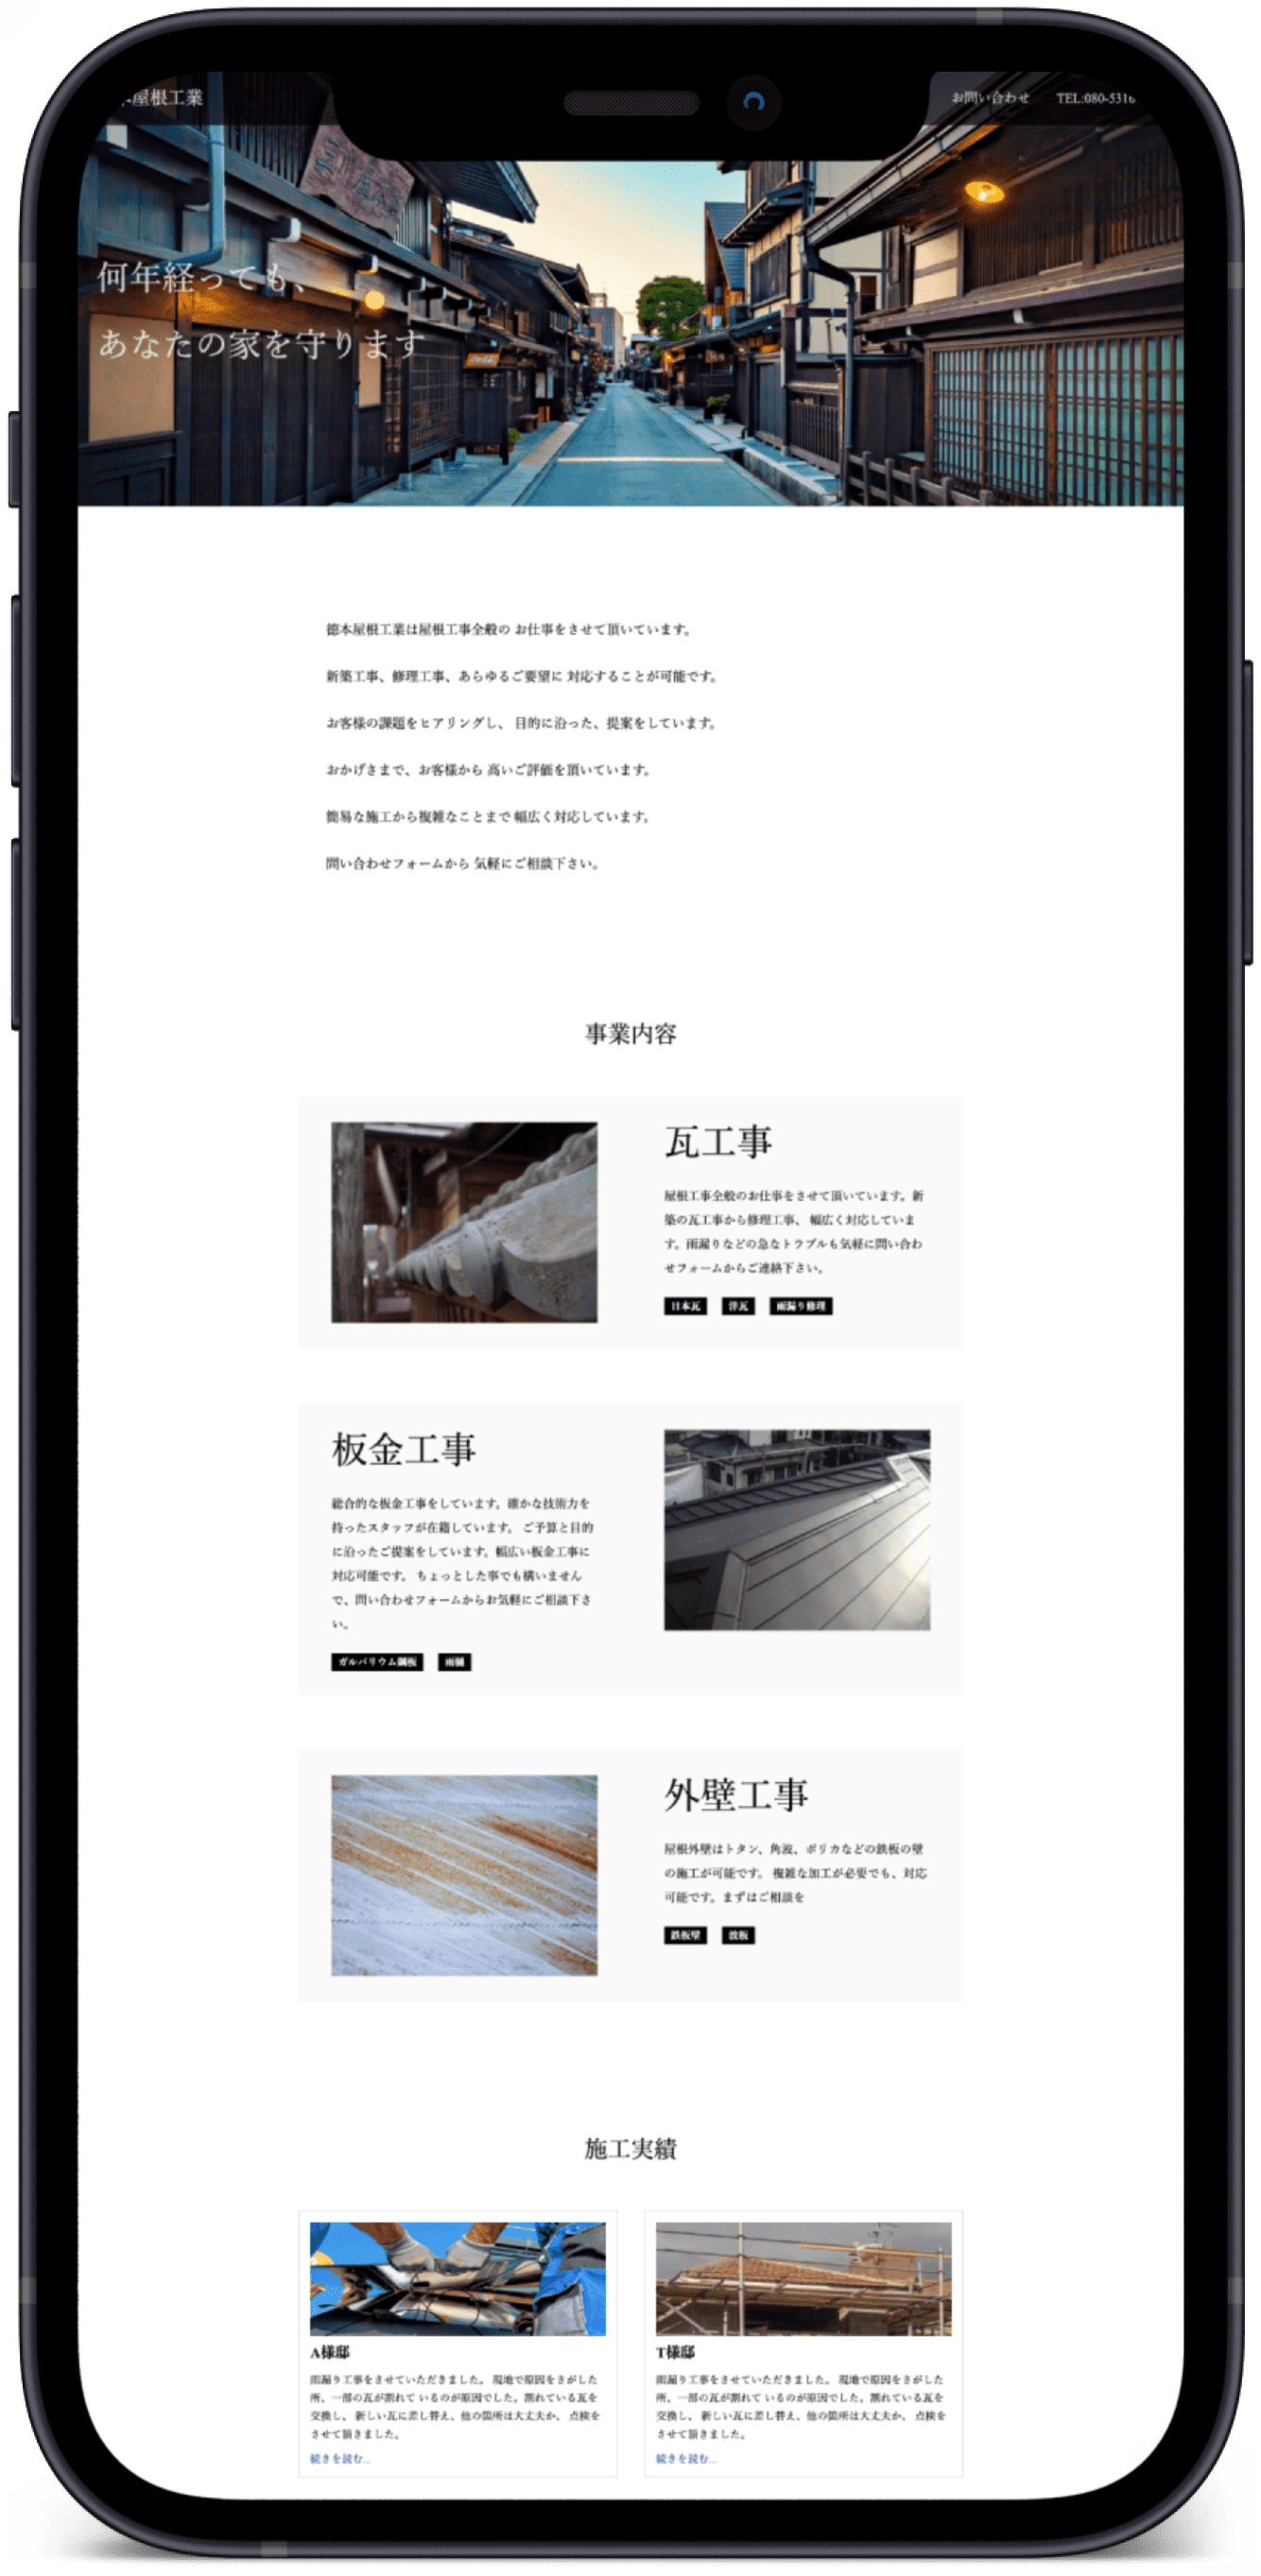 屋根工業
お問い合わせ TEL:080-531
何年経っても、
あなたの家を守ります
徳本屋根工業は屋根工事全般の お仕事をさせて頂いています。
新築工事、修理工事、あらゆるご要望に 対応することが可能です。
お客様の課題をヒアリングし、 目的に沿った、提案をしています。
おかげさまで、お客様から 高いご評価を頂いています。
簡易な施工から複雑なことまで 幅広く対応しています。
問い合わせフォームから 気軽にご相談下さい。
事業内容
瓦工事
屋根工事全般のお仕事をさせて頂いています。新
築の瓦工事から修理工事、 幅広く対応していま
す。雨漏りなどの急なトラブルも気軽に問い合わ
せフォームからご連絡下さい。
日本瓦 洋瓦 雨漏り修理
板金工事
総合的な板金工事をしています。確かな技術力を
持ったスタッフが在籍しています。 ご予算と目的
に沿ったご提案をしています。幅広い板金工事に
対応可能です。 ちょっとした事でも構いません
で、問い合わせフォームからお気軽にご相談下さ
い。
ガルバリウム鋼板 雨樋
外壁工事
屋根外壁はトタン、角波、ポリカなどの鉄板の壁
の施工が可能です。 複雑な加工が必要でも、対応
可能です。まずはご相談を
鉄板壁 波板
施工実績
A様邸
雨漏り工事をさせていただきました。 現地で原因をさがした
所、一部の瓦が割れて いるのが原因でした。割れている瓦を
交換し、 新しい瓦に差し替え、他の箇所は大丈夫か、 点検を
させて頂きました。
続きを読む...
T様邸
雨漏り工事をさせていただきました。 現地で原因をさがした
所、一部の瓦が割れて いるのが原因でした。割れている瓦を
交換し、 新しい瓦に差し替え、他の箇所は大丈夫か、 点検を
させて頂きました。
続きを読む...